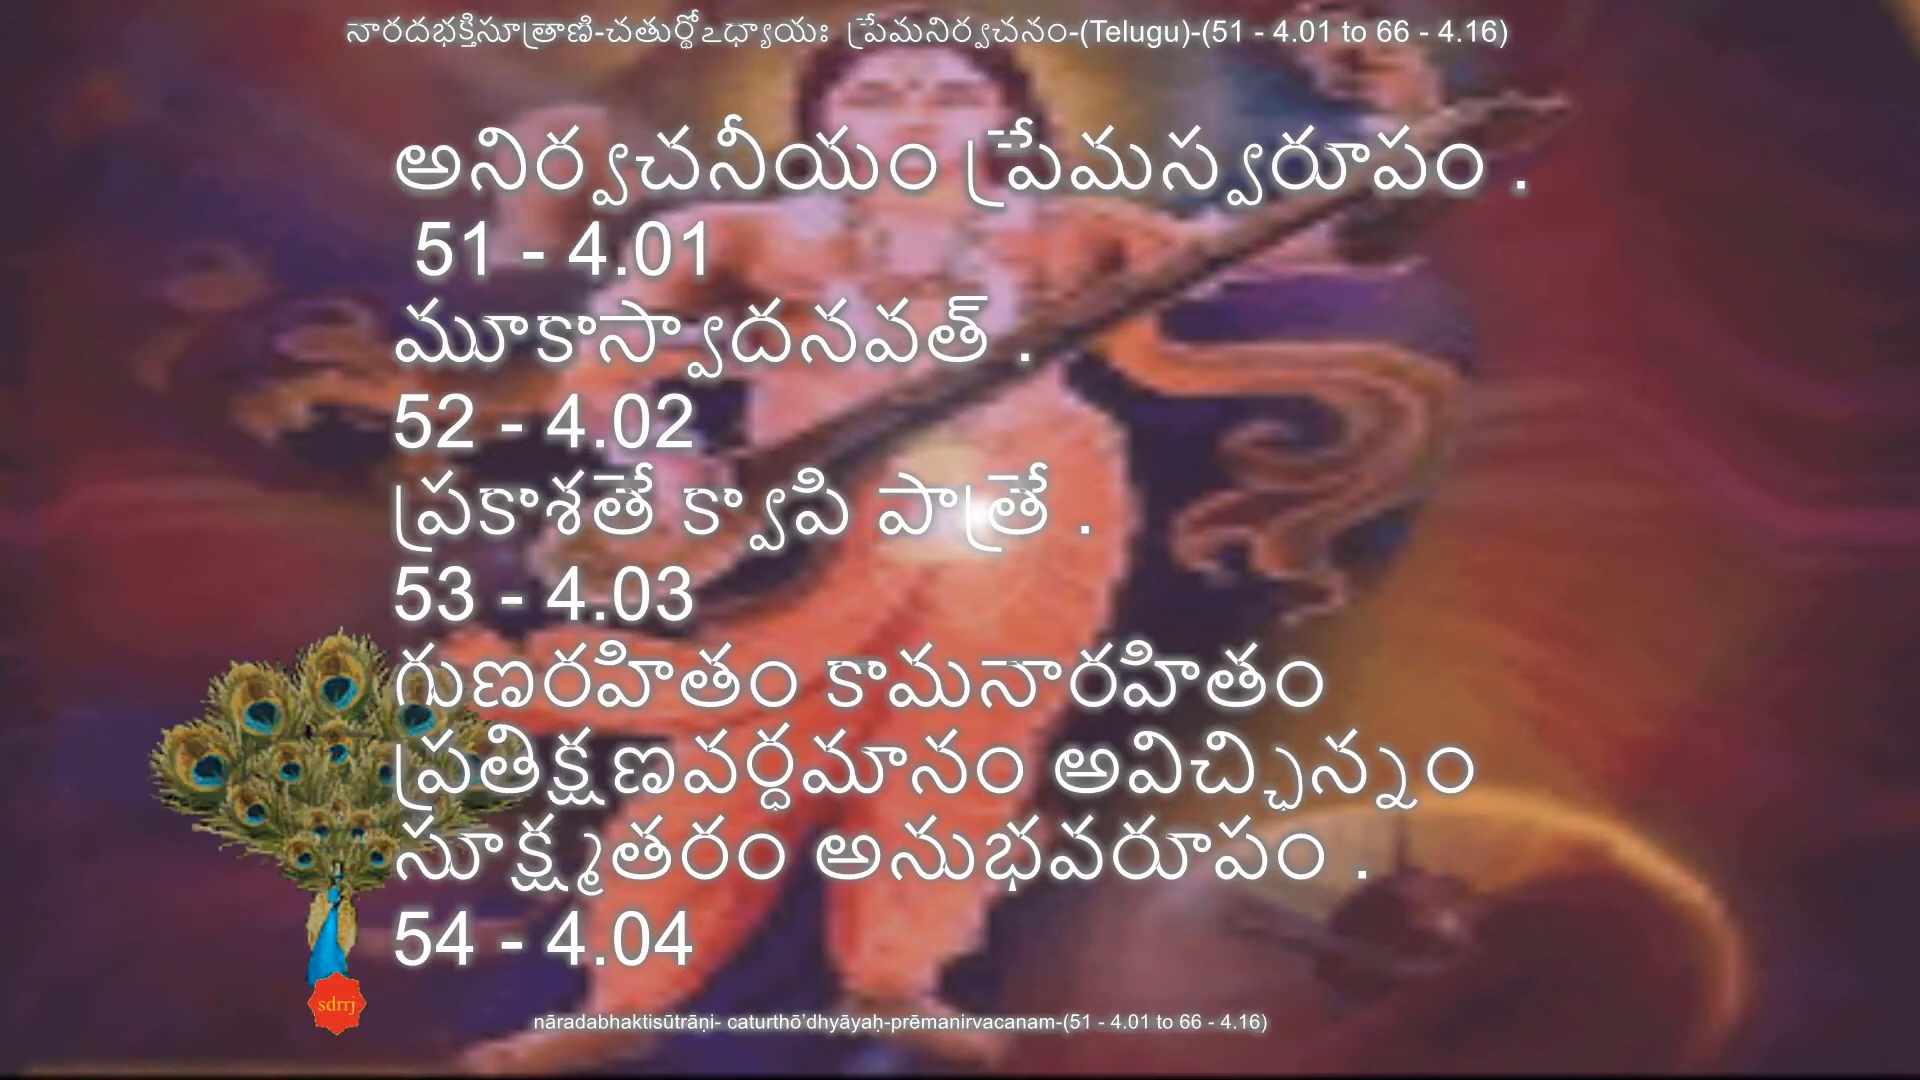 నారదభక్తిసూత్రాణి-చతుర్థోఽధ్యాయః ప్రేమనిర్వచనం-(Telugu)-(51 - 4.01 to 66 - 4.16)
అనిర్వచనీయం ప్రేమస్వరూపం .
51 - 4.01
మూకాస్వాదనవత్ .
52 - 4.02
ప్రకాశతే క్వాపి పాత్రే .
53 - 4.03
గుణరహితం కామనారహితం
ప్రతిక్షణవర్ధమానం అవిచ్ఛిన్నం
సూక్ష్మతరం అనుభవరూపం .
54 - 4.04
sdrrj
nāradabhaktisūtrāṇi- caturthō’dhyāyaḥ-prēmanirvacanam-(51 - 4.01 to 66 - 4.16)